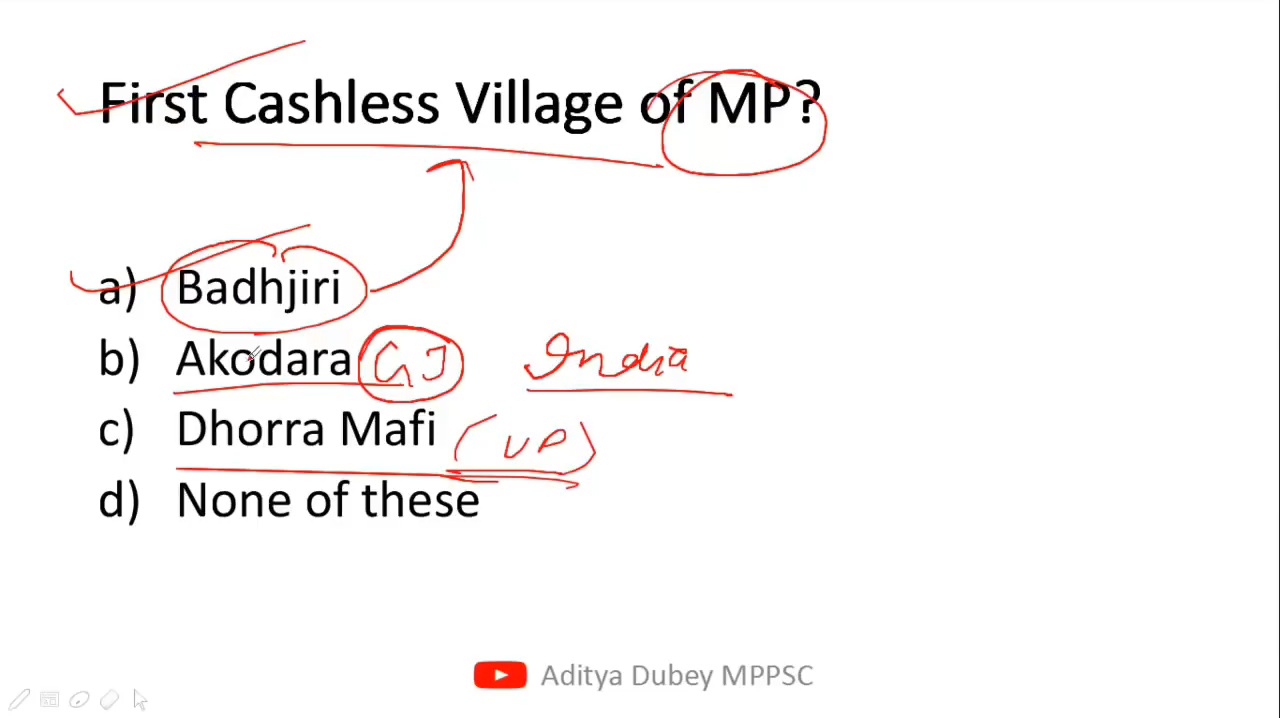 First Cashless Village of MP?
a) Badhjiri
b) Akodara GJ India
c) Dhorra Mafi (UP)
d) None of these
Aditya Dubey MPPSC